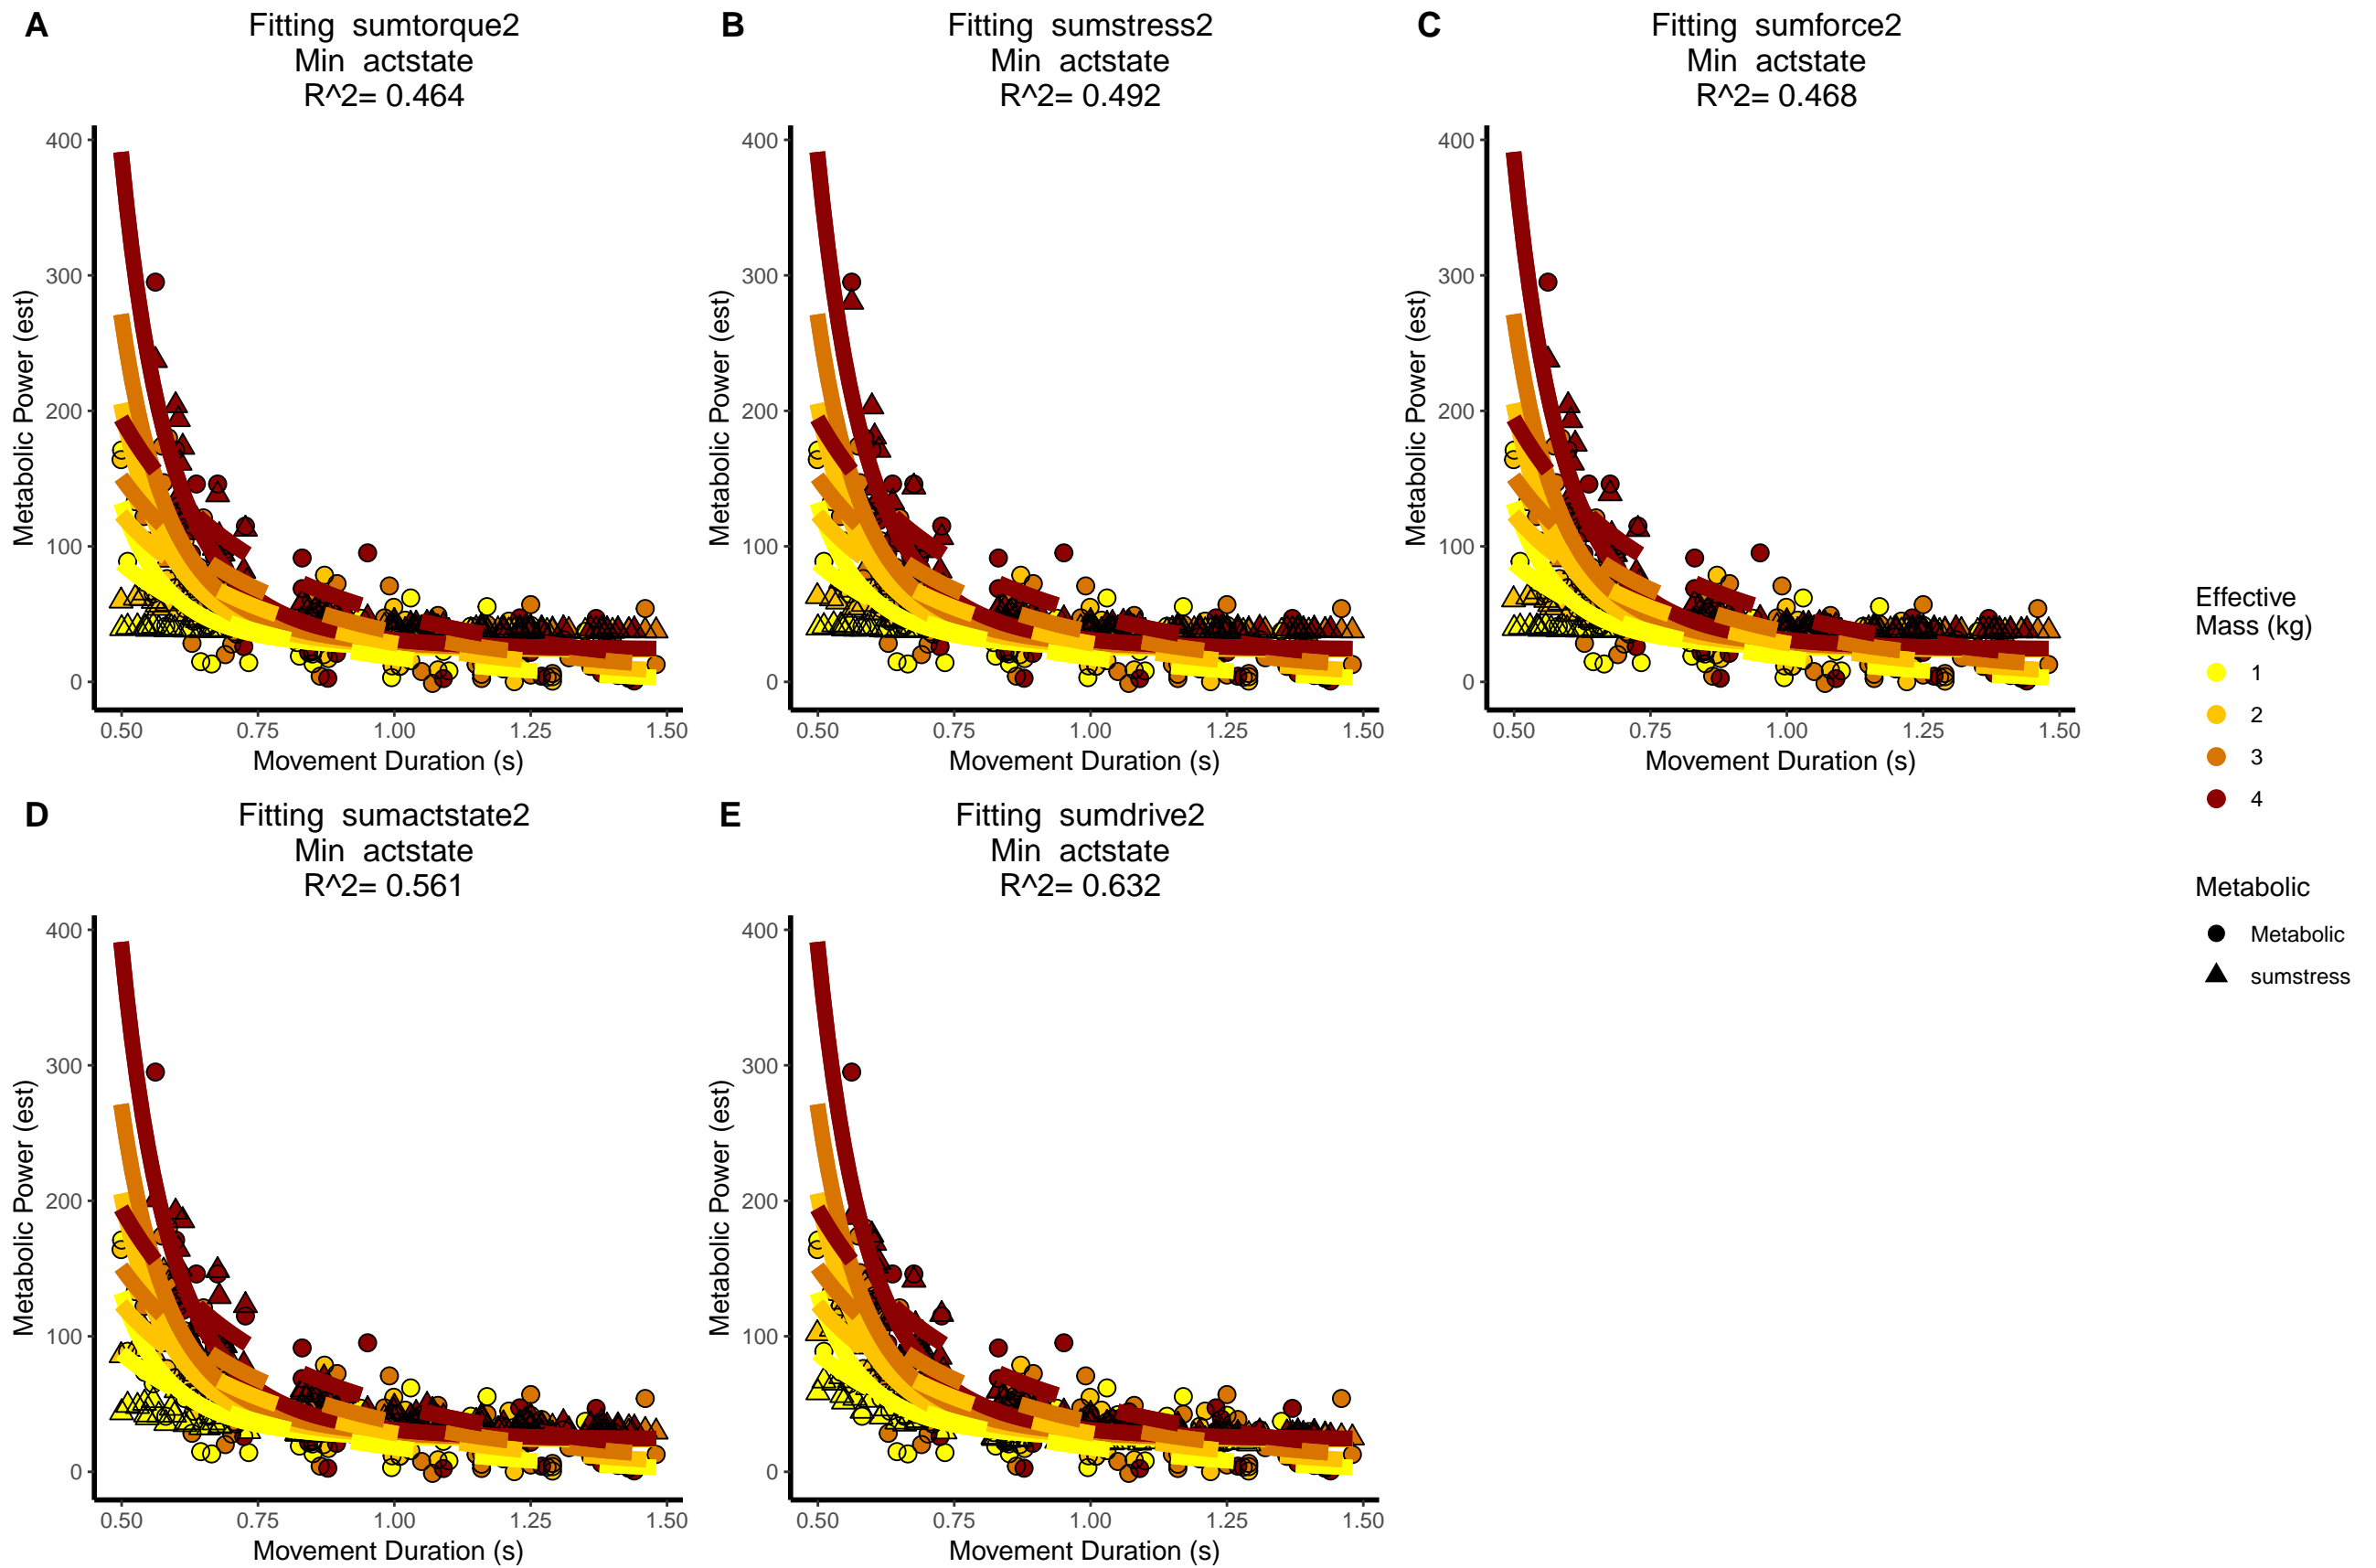 A
Fitting  sumtorque2
Min  actstate
R^2= 0.464
Metabolic Power (est)
400
300
200
100
0
0.50
0.75
1.00
1.25
1.50
Movement Duration (s)
B
Fitting  sumstress2
Min  actstate
R^2= 0.492
Metabolic Power (est)
400
300
200
100
0
0.50
0.75
1.00
1.25
1.50
Movement Duration (s)
C
Fitting  sumforce2
Min  actstate
R^2= 0.468
Metabolic Power (est)
400
300
200
100
0
0.50
0.75
1.00
1.25
1.50
Movement Duration (s)
D
Fitting  sumactstate2
Min  actstate
R^2= 0.561
Metabolic Power (est)
400
300
200
100
0
0.50
0.75
1.00
1.25
1.50
Movement Duration (s)
E
Fitting  sumdrive2
Min  actstate
R^2= 0.632
Metabolic Power (est)
400
300
200
100
0
0.50
0.75
1.00
1.25
1.50
Movement Duration (s)
Effective
Mass (kg)
1
2
3
4
Metabolic
Metabolic
sumstress